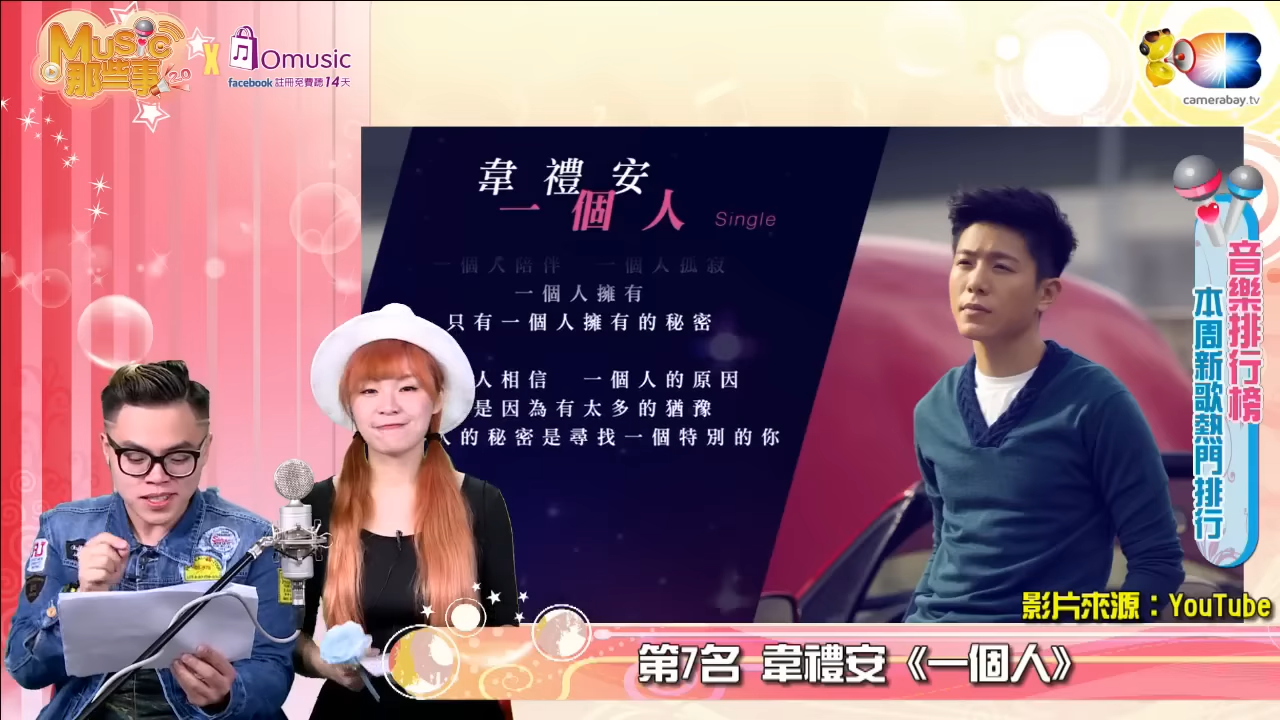 Music
那些事 2.0
X
Omusic
facebook 註冊免費聽14天
camerabay.tv
韋禮安
一個人 Single
一個人陪伴 一個人孤寂
一個人擁有
只有一個人擁有的秘密
人相信 一個人的原因
是因為有太多的猶豫
人的秘密是尋找一個特別的你
音樂排行榜
本周新歌熱門排行
影片來源:YouTube
第7名 韋禮安《一個人》